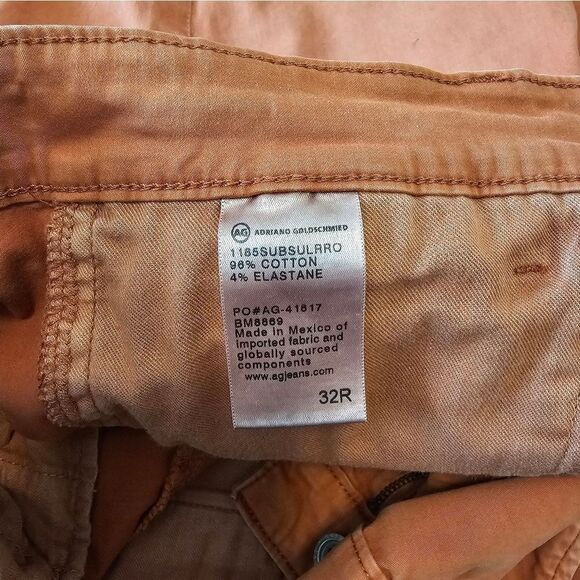 AG ADRIANO GOLDSCHMIED
1185SUBSULRRO
96% COTTON
4% ELASTANE
PO#AG-41617
BM8869
Made in Mexico of
imported fabric and
globally sourced
components
www.agjeans.com
32R